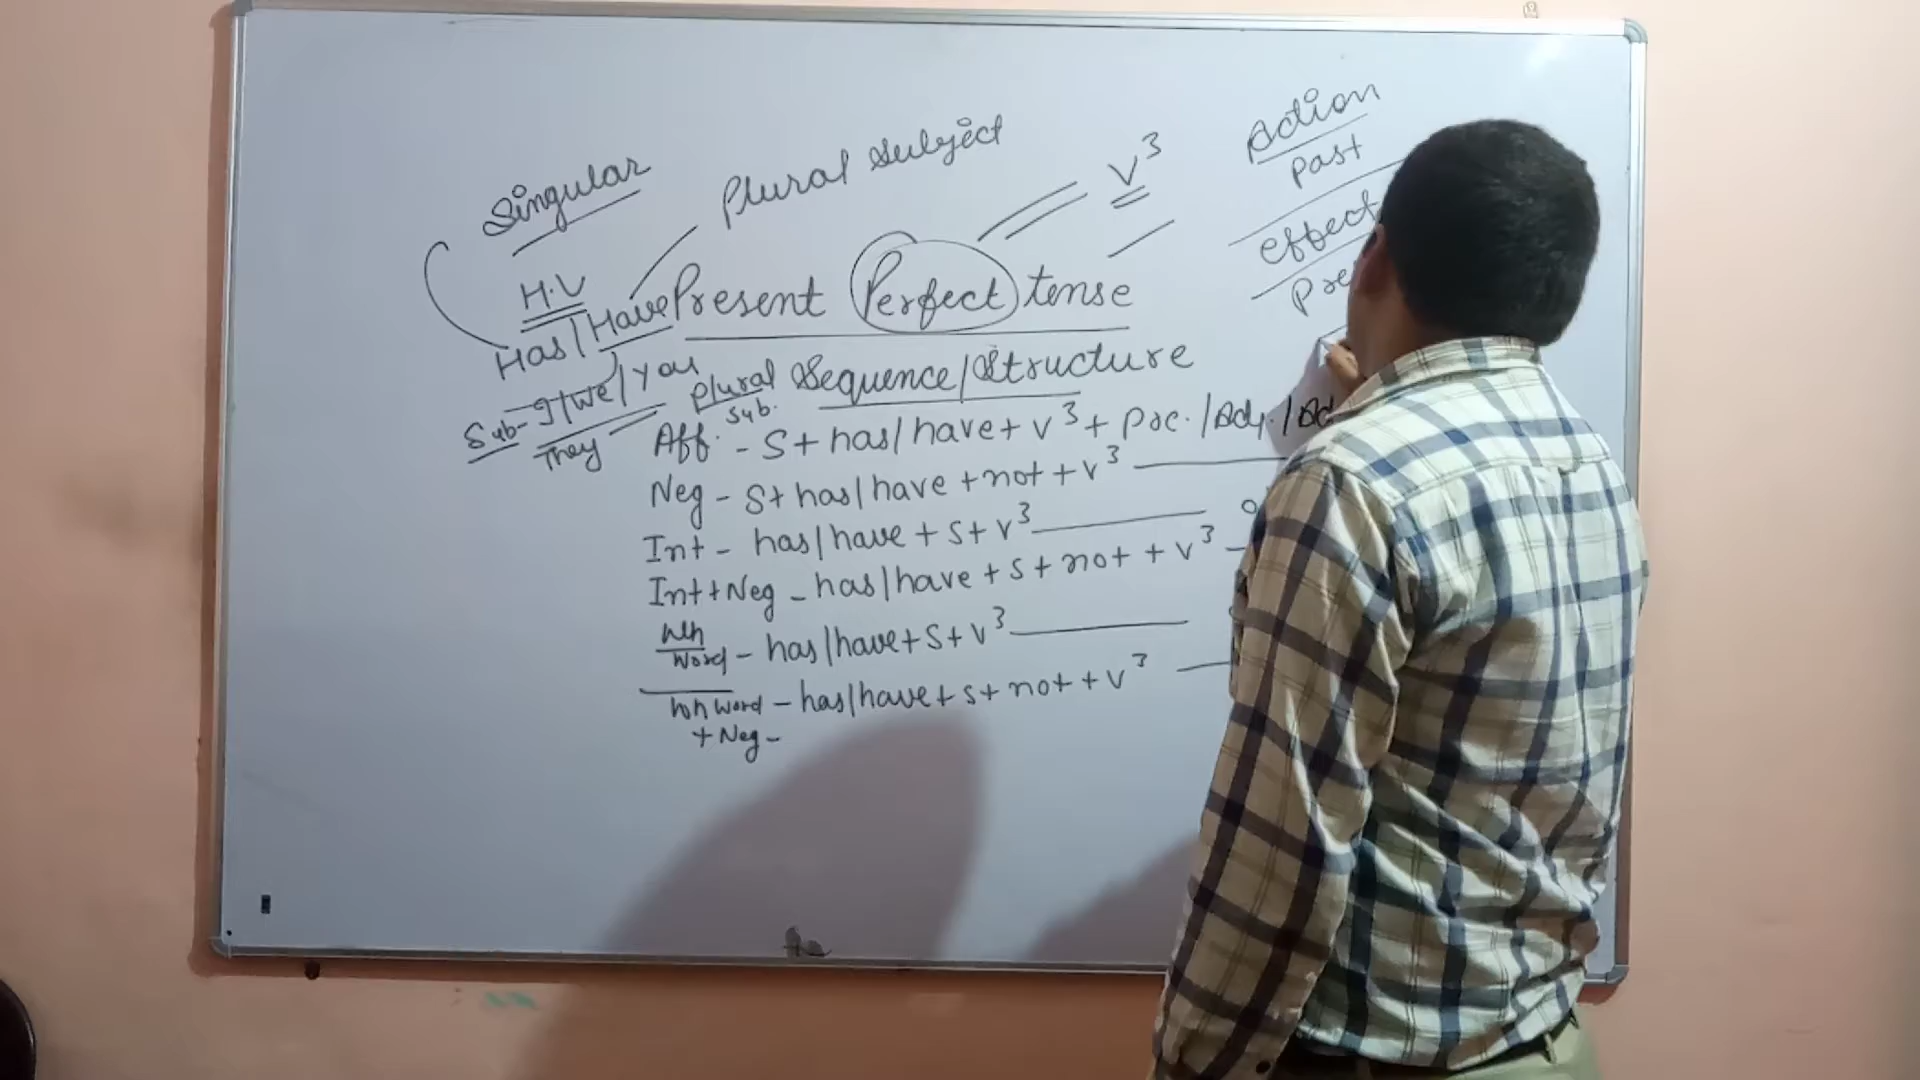 Singular
Plural Subject
V3
Action
Past
effect
Pre
H.V
Has/Have Present Perfect tense
Sub-I/we/You
They
Plural
Sub.
Sequence/Structure
Aff. - S+ has/have+ V3+ Pre./Adj./Ad
Neg - S+ has/have +not + V3
Int - has/have + S+ V3
Int+Neg - has/have + S+ not + V3
Wh
Word - has/have+ S+ V3
Wh Word - has/have+ S+ not + V3
+ Neg -